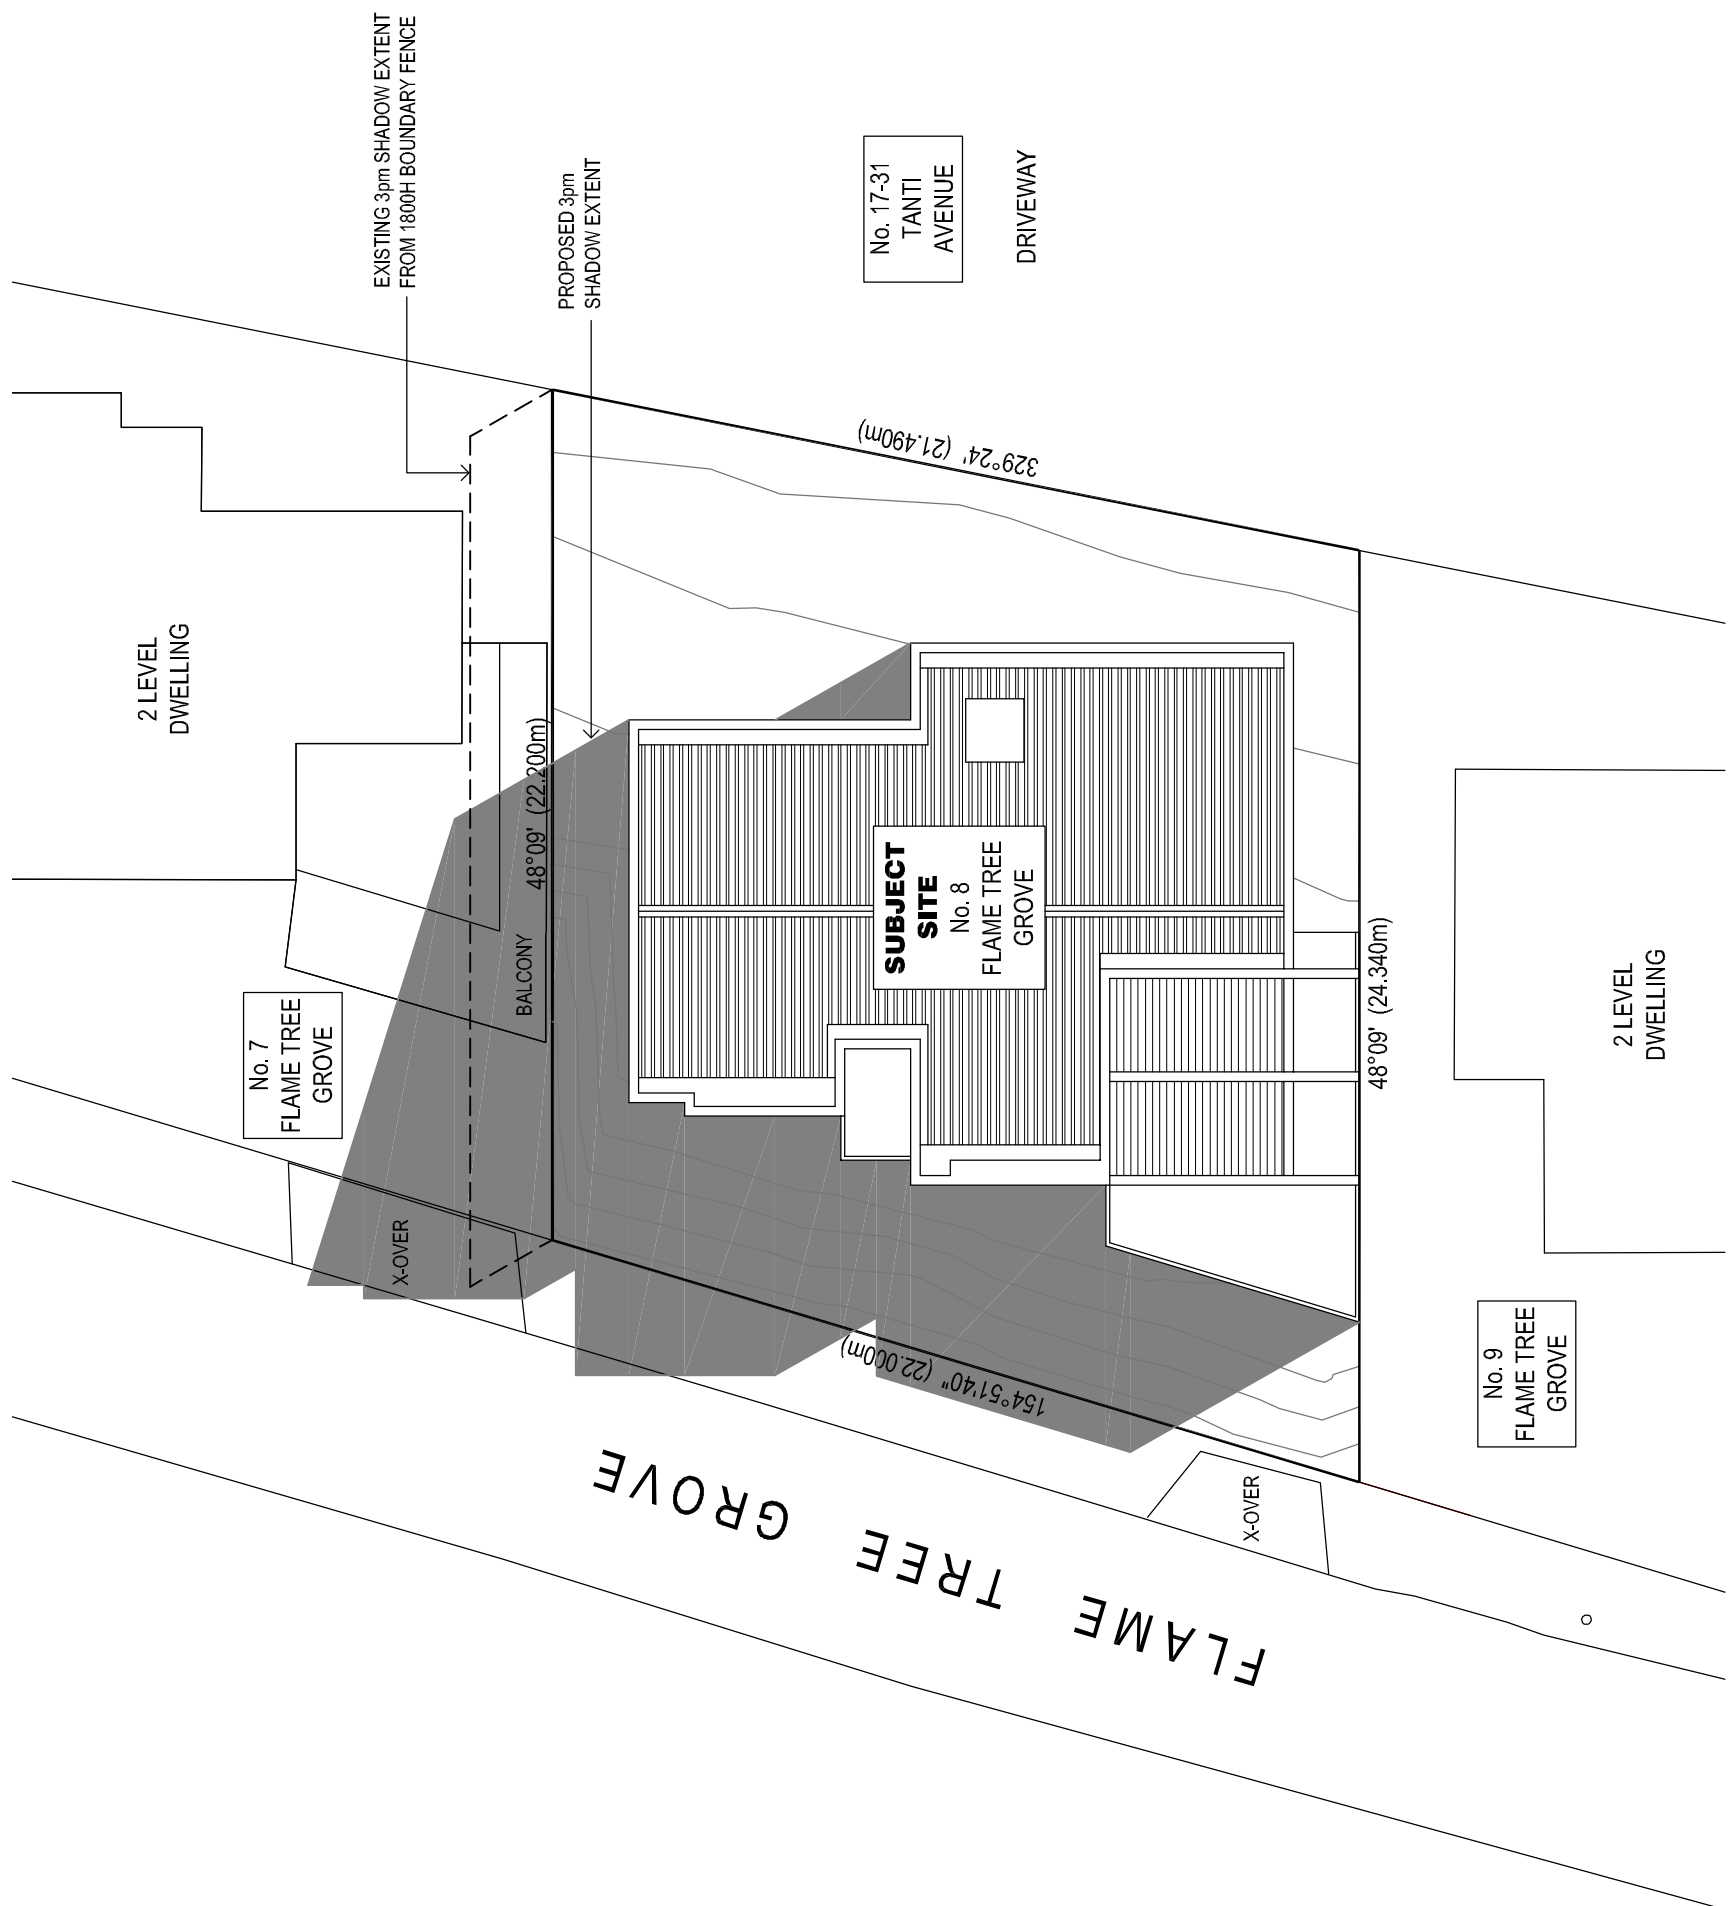 EXISTING 3pm SHADOW EXTENT
FROM 1800H BOUNDARY FENCE
PROPOSED 3pm
SHADOW EXTENT
No. 17-31
TANTI
AVENUE
DRIVEWAY
329°24' (21.490m)
2 LEVEL
DWELLING
48°09' (22.200m)
BALCONY
No. 7
FLAME TREE
GROVE
X-OVER
SUBJECT
SITE
No. 8
FLAME TREE
GROVE
48°09' (24.340m)
2 LEVEL
DWELLING
154°51'40" (22.000m)
No. 9
FLAME TREE
GROVE
X-OVER
FLAME TREE GROVE